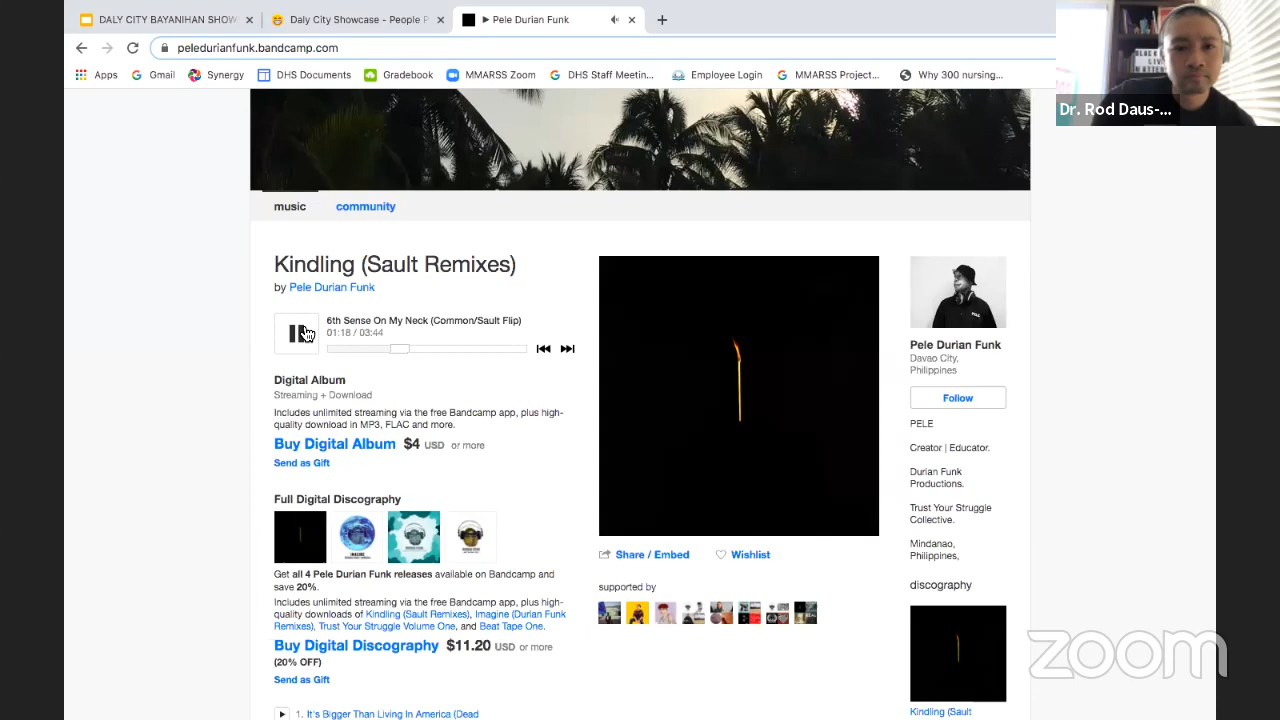 DALY CITY BAYANIHAN SHOW
Daly City Showcase - People P
Pele Durian Funk
peledurianfunk.bandcamp.com
Apps
Gmail
Synergy
DHS Documents
Gradebook
MMARSS Zoom
DHS Staff Meetin...
Employee Login
MMARSS Project...
Why 300 nursing...
Dr. Rod Daus-...
music
community
Kindling (Sault Remixes)
by Pele Durian Funk
6th Sense On My Neck (Common/Sault Flip)
01:18 / 03:44
Digital Album
Streaming + Download
Includes unlimited streaming via the free Bandcamp app, plus high-
quality download in MP3, FLAC and more.
Buy Digital Album $4 USD or more
Send as Gift
Full Digital Discography
Get all 4 Pele Durian Funk releases available on Bandcamp and
save 20%.
Includes unlimited streaming via the free Bandcamp app, plus high-
quality downloads of Kindling (Sault Remixes), Imagine (Durian Funk
Remixes), Trust Your Struggle Volume One, and Beat Tape One.
Buy Digital Discography $11.20 USD or more
(20% OFF)
Send as Gift
1. It's Bigger Than Living In America (Dead
Share / Embed
Wishlist
supported by
Pele Durian Funk
Davao City,
Philippines
Follow
PELE
Creator | Educator.
Durian Funk
Productions.
Trust Your Struggle
Collective.
Mindanao,
Philippines,
discography
Kindling (Sault
zoom